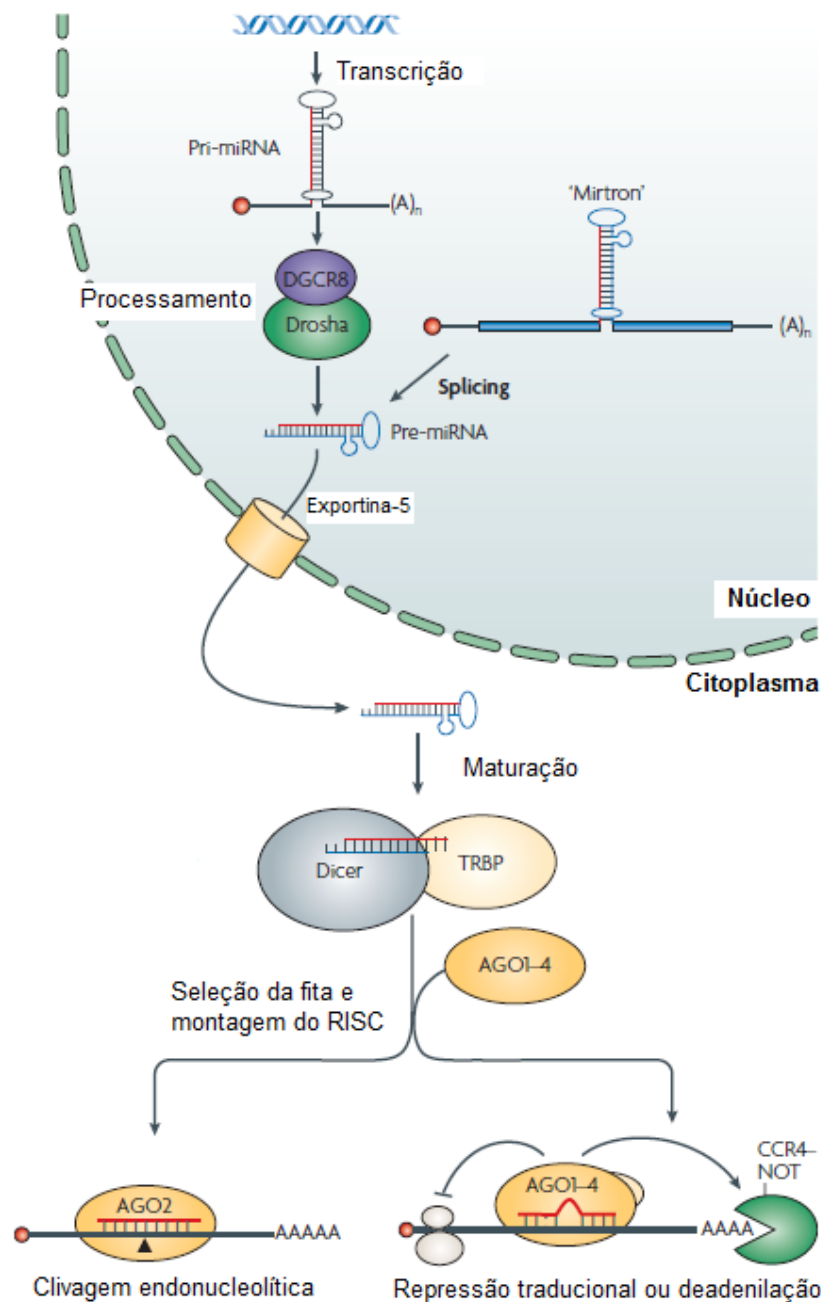 Transcrição
Pri-miRNA
(A)n
'Mirtron'
DGCR8
Processamento
Drosha
(A)n
Splicing
Pre-miRNA
Exportina-5
Núcleo
Citoplasma
Maturação
Dicer
TRBP
AGO1–4
Seleção da fita e
montagem do RISC
CCR4–
NOT
AGO2
AAAAA
AGO1–4
AAAA
Clivagem endonucleolítica
Repressão traducional ou deadenilação